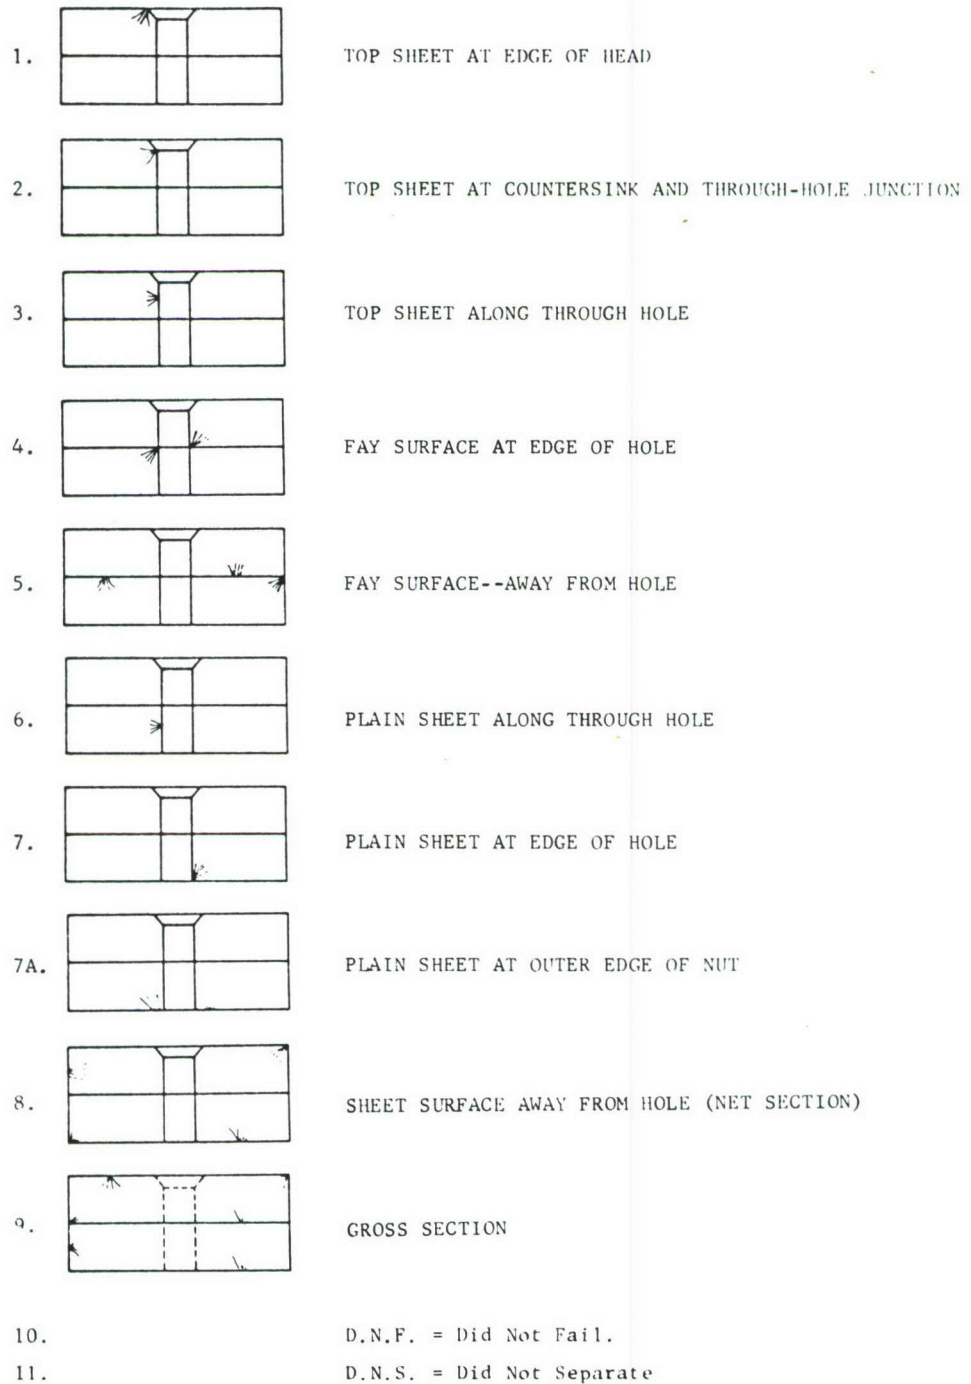 1. TOP SHEET AT EDGE OF HEAD
2. TOP SHEET AT COUNTERSINK AND THROUGH-HOLE JUNCTION
3. TOP SHEET ALONG THROUGH HOLE
4. FAY SURFACE AT EDGE OF HOLE
5. FAY SURFACE--AWAY FROM HOLE
6. PLAIN SHEET ALONG THROUGH HOLE
7. PLAIN SHEET AT EDGE OF HOLE
7A. PLAIN SHEET AT OUTER EDGE OF NUT
8. SHEET SURFACE AWAY FROM HOLE (NET SECTION)
9. GROSS SECTION
10. D.N.F. = Did Not Fail.
11. D.N.S. = Did Not Separate